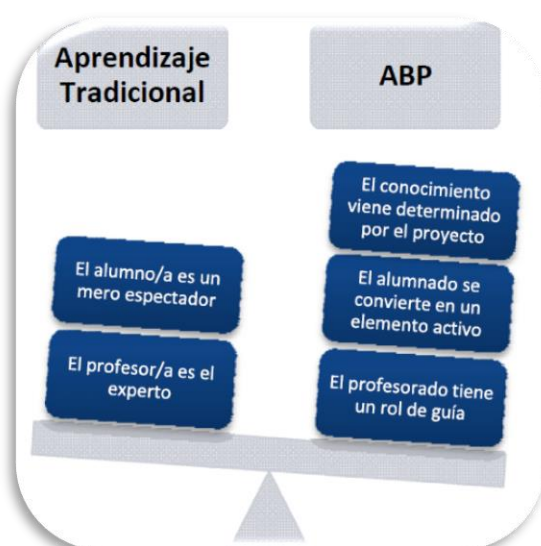 Aprendizaje
Tradicional
ABP
El conocimiento
viene determinado
por el proyecto
El alumno/a es un
mero espectador
El alumnado se
convierte en un
elemento activo
El profesor/a es el
experto
El profesorado tiene
un rol de guía